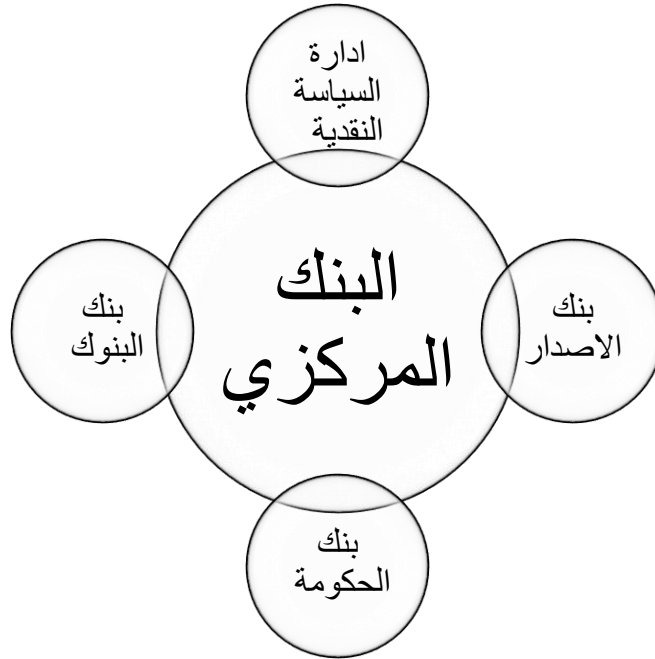 ادارة
السياسة
النقدية
البنك
المركزي
بنك
الاصدار
بنك
البنوك
بنك
الحكومة